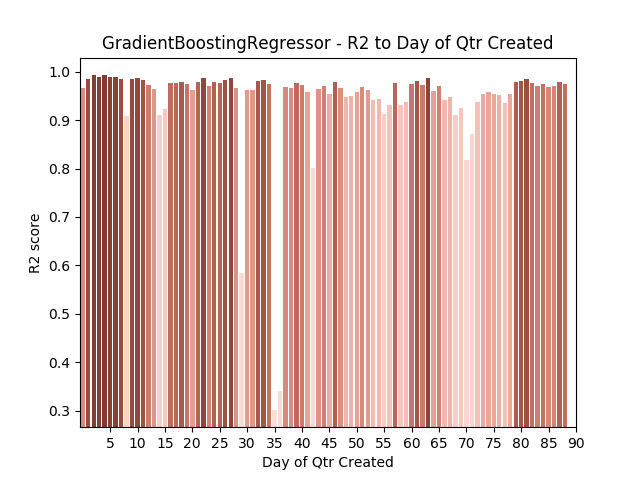 GradientBoostingRegressor - R2 to Day of Qtr Created
1.0
0.9
0.8
0.7
0.6
0.5
0.4
0.3
R2 score
5 10 15 20 25 30 35 40 45 50 55 60 65 70 75 80 85 90
Day of Qtr Created